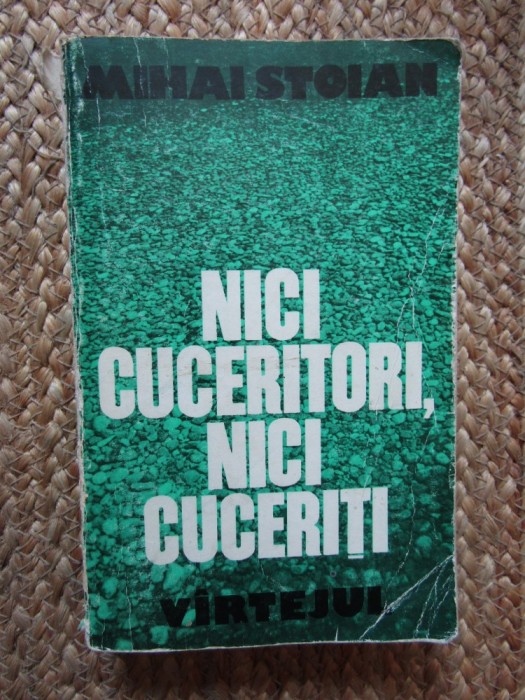 MIHAI STOIAN
NICI
CUCERITORI,
NICI
CUCERIȚI
VÎRTEJUL